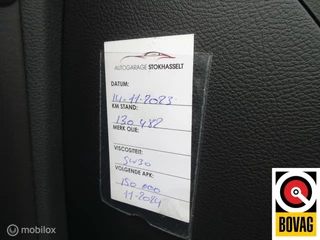 AUTOGARAGE STOKHASSELT
DATUM:
14-11-2023
KM STAND:
130 482
MERK OLIE:
VISCOSITEIT:
5W30
VOLGENDE APK:
150 000
11-2024
BOVAG
© mobilox